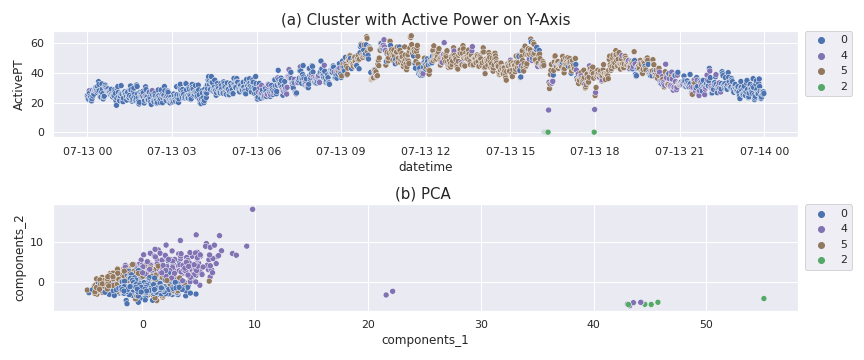 (a) Cluster with Active Power on Y-Axis
60
40
20
0
ActivePT
07-13 00 07-13 03 07-13 06 07-13 09 07-13 12 07-13 15 07-13 18 07-13 21 07-14 00
datetime
0
4
5
2
(b) PCA
10
0
components_2
0 10 20 30 40 50
components_1
0
4
5
2